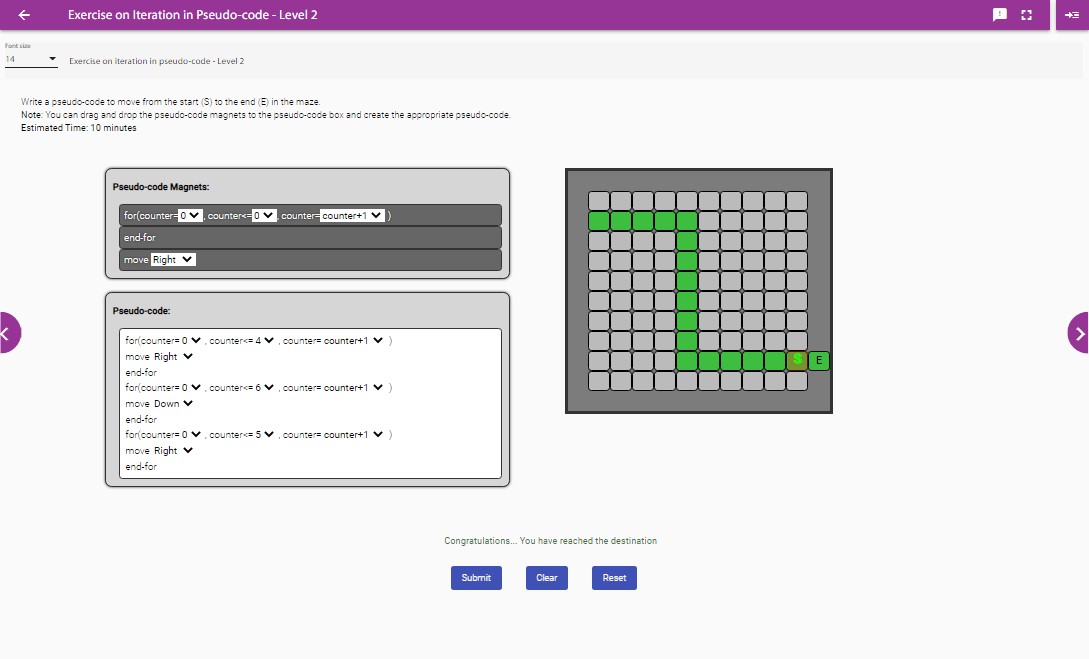 Exercise on Iteration in Pseudo-code - Level 2
Font size
14
Exercise on iteration in pseudo-code - Level 2
Write a pseudo-code to move from the start (S) to the end (E) in the maze.
Note: You can drag and drop the pseudo-code magnets to the pseudo-code box and create the appropriate pseudo-code.
Estimated Time: 10 minutes
Pseudo-code Magnets:
for(counter= 0 , counter<= 0 , counter= counter+1 )
end-for
move Right
Pseudo-code:
for(counter= 0 , counter<= 4 , counter= counter+1 )
move Right
end-for
for(counter= 0 , counter<= 6 , counter= counter+1 )
move Down
end-for
for(counter= 0 , counter<= 5 , counter= counter+1 )
move Right
end-for
S E
Congratulations... You have reached the destination
Submit Clear Reset